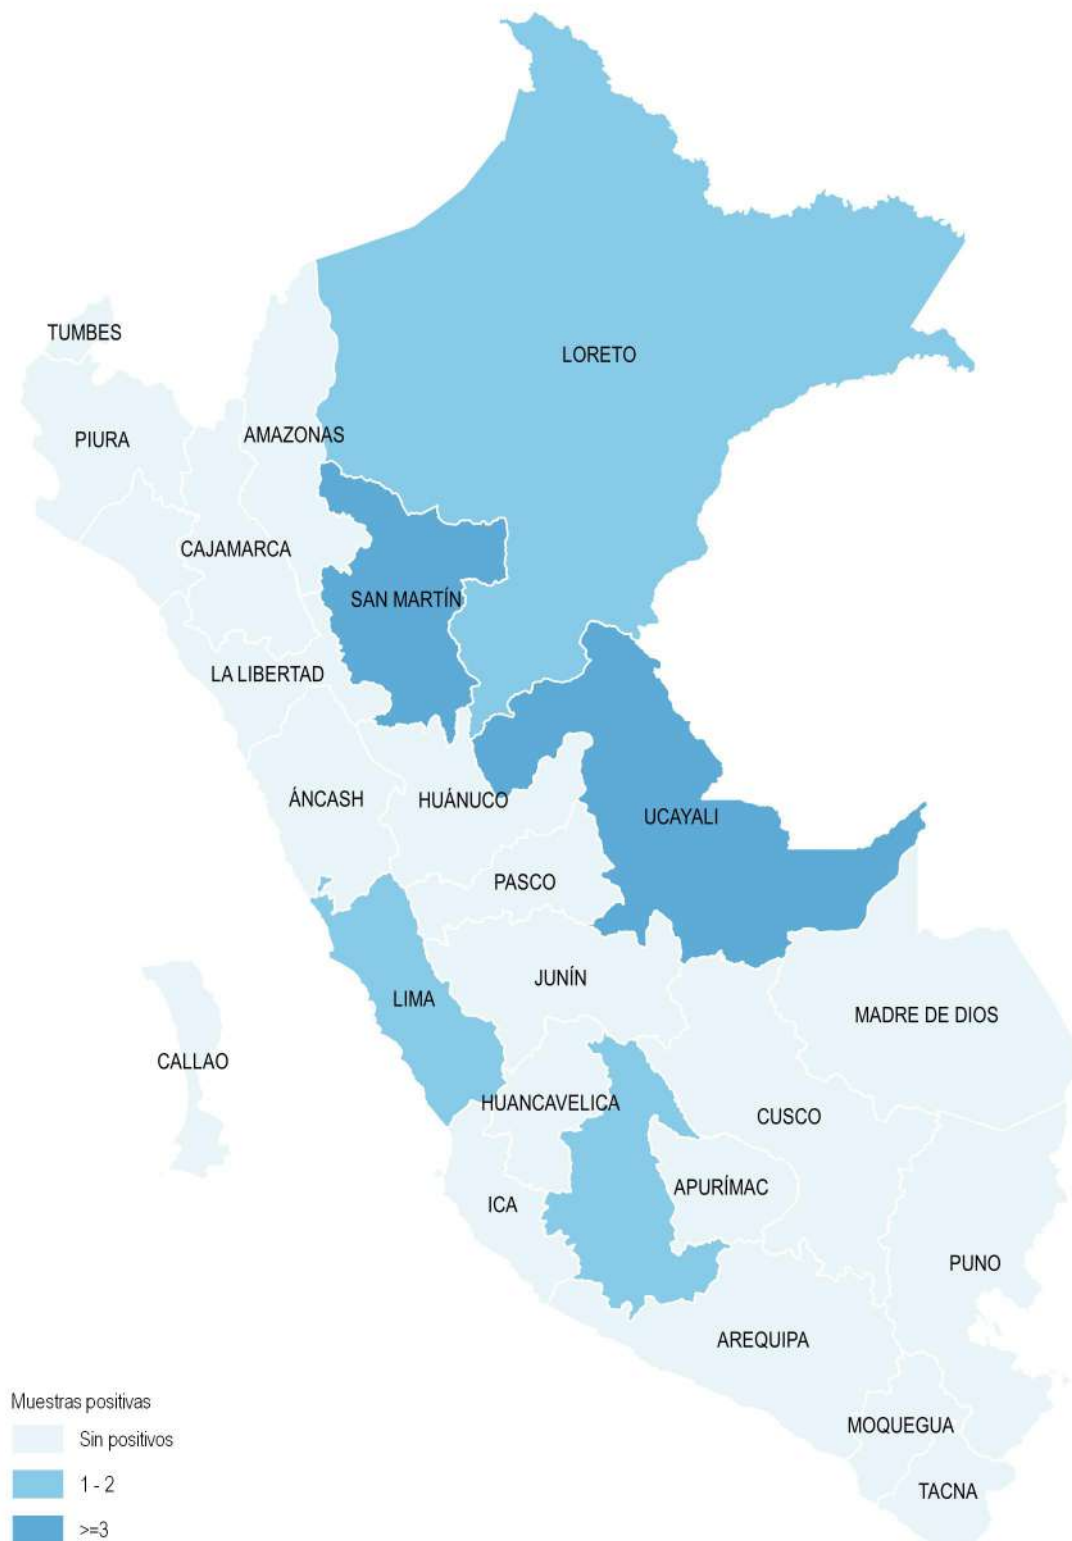 TUMBES
LORETO
PIURA
AMAZONAS
CAJAMARCA
SAN MARTÍN
LA LIBERTAD
ÁNCASH
HUÁNUCO
UCAYALI
PASCO
JUNÍN
LIMA
MADRE DE DIOS
CALLAO
HUANCAVELICA
CUSCO
APURÍMAC
ICA
PUNO
AREQUIPA
MOQUEGUA
TACNA
Muestras positivas
Sin positivos
1 - 2
>=3